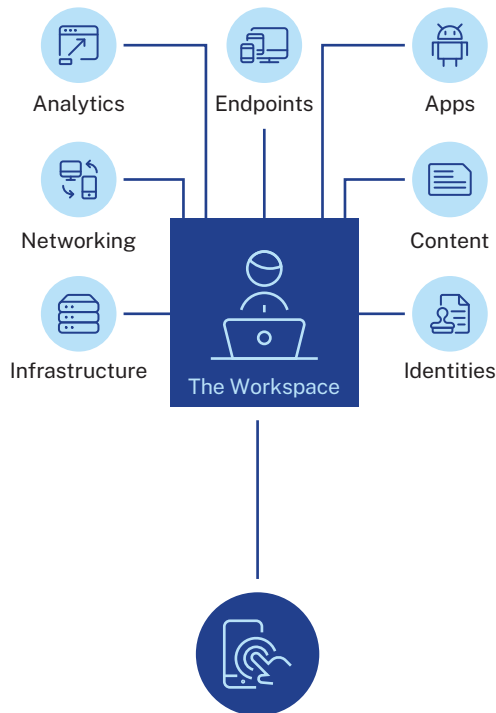 Analytics
Endpoints
Apps
Networking
Content
Infrastructure
Identities
The Workspace